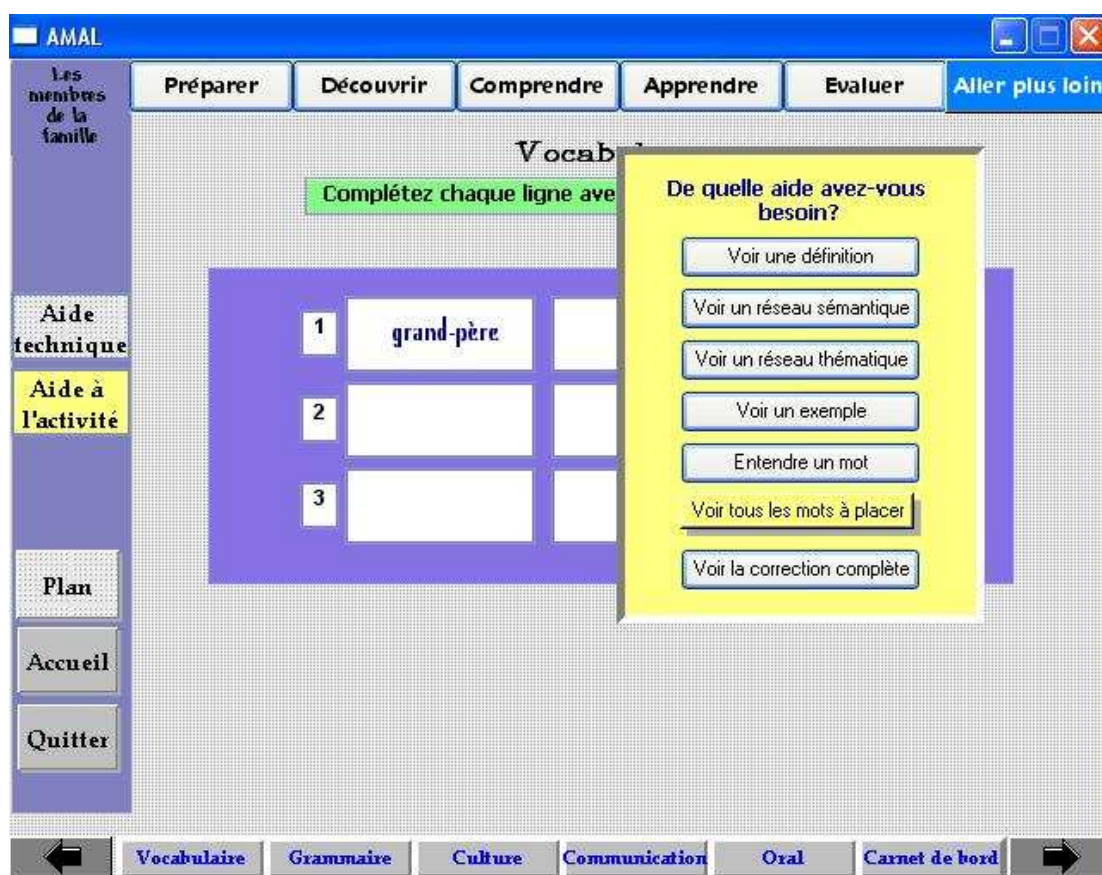 AMAL
Les
membres
de la
famille
Préparer
Découvrir
Comprendre
Apprendre
Evaluer
Aller plus loin
Vocab
Complétez chaque ligne ave
De quelle aide avez-vous
besoin?
Voir une définition
Voir un réseau sémantique
Voir un réseau thématique
Voir un exemple
Entendre un mot
Voir tous les mots à placer
Voir la correction complète
1
grand-père
2
3
Aide
technique
Aide à
l'activité
Plan
Accueil
Quitter
Vocabulaire
Grammaire
Culture
Communication
Oral
Carnet de bord